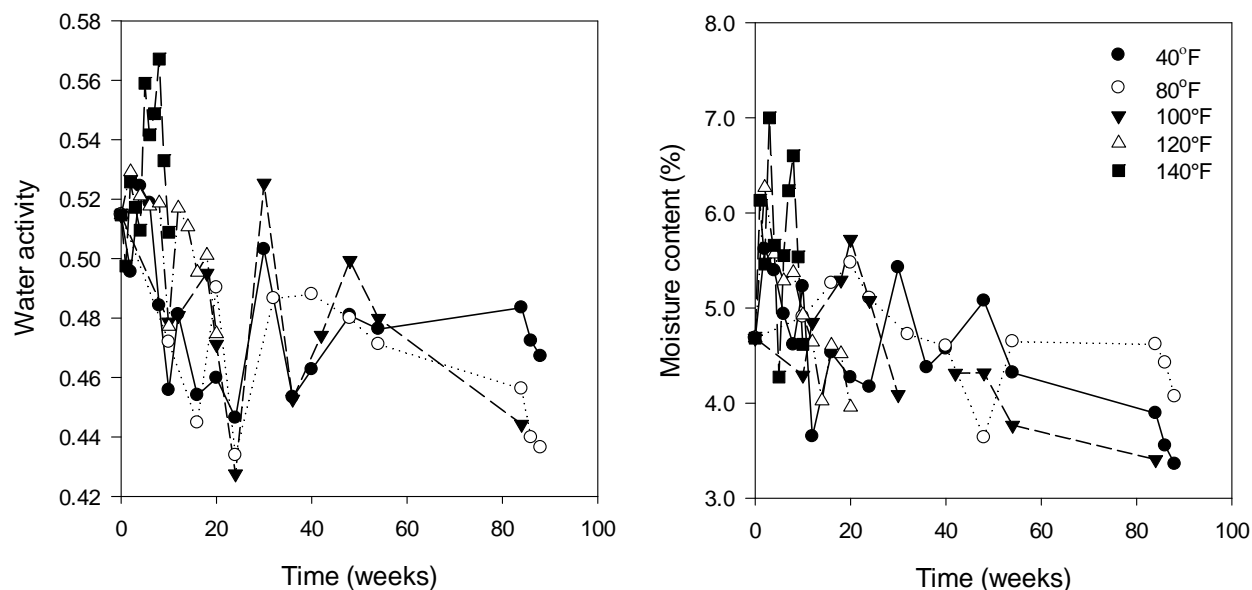 0.58
0.56
0.54
0.52
0.50
0.48
0.46
0.44
0.42
Water activity
0 20 40 60 80 100
Time (weeks)
8.0
7.0
6.0
5.0
4.0
3.0
Moisture content (%)
0 20 40 60 80 100
Time (weeks)
40°F
80°F
100°F
120°F
140°F